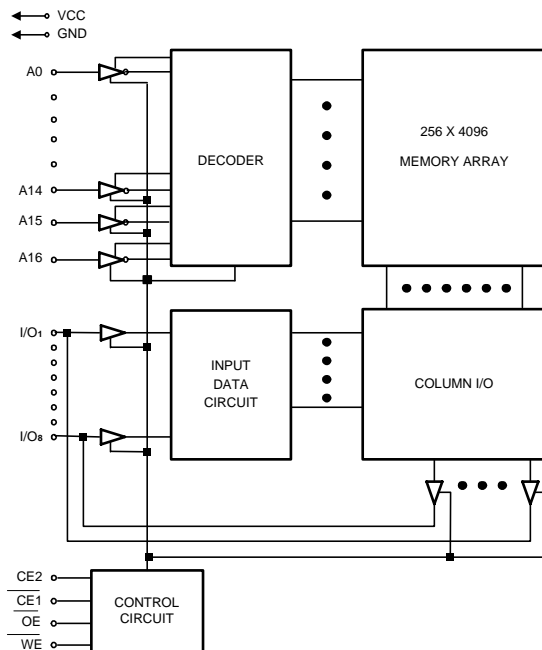 VCC
GND
A0
A14
A15
A16
DECODER
256 X 4096
MEMORY ARRAY
I/O1
I/O8
INPUT
DATA
CIRCUIT
COLUMN I/O
CE2
CE1
OE
WE
CONTROL
CIRCUIT